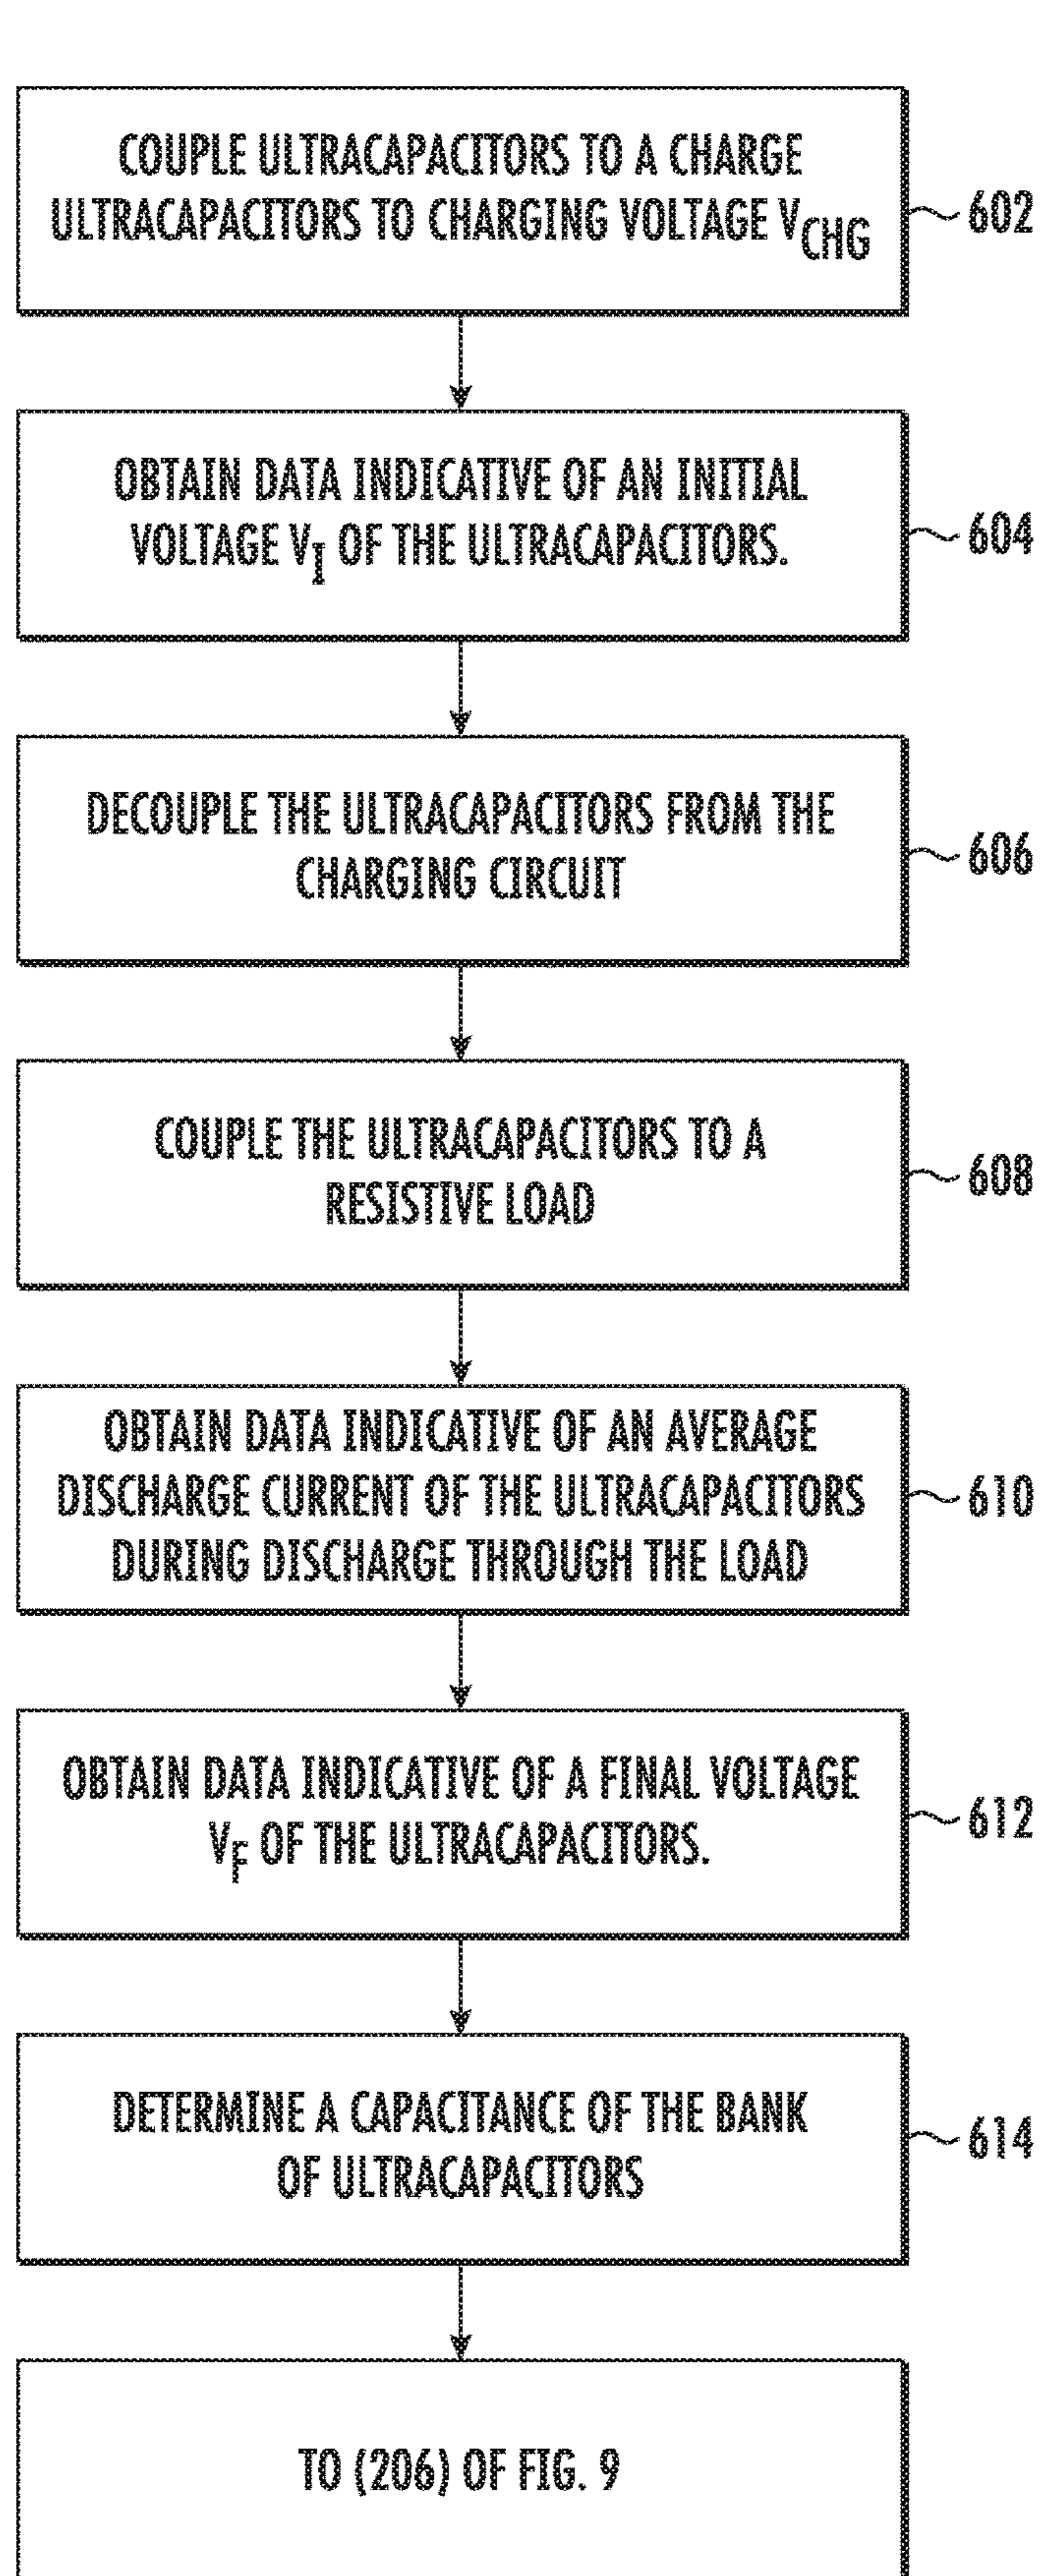 COUPLE ULTRACAPACITORS TO A CHARGE
ULTRACAPACITORS TO CHARGING VOLTAGE VCHG
602
OBTAIN DATA INDICATIVE OF AN INITIAL
VOLTAGE VI OF THE ULTRACAPACITORS.
604
DECOUPLE THE ULTRACAPACITORS FROM THE
CHARGING CIRCUIT
606
COUPLE THE ULTRACAPACITORS TO A
RESISTIVE LOAD
608
OBTAIN DATA INDICATIVE OF AN AVERAGE
DISCHARGE CURRENT OF THE ULTRACAPACITORS
DURING DISCHARGE THROUGH THE LOAD
610
OBTAIN DATA INDICATIVE OF A FINAL VOLTAGE
VF OF THE ULTRACAPACITORS.
612
DETERMINE A CAPACITANCE OF THE BANK
OF ULTRACAPACITORS
614
TO (206) OF FIG. 9